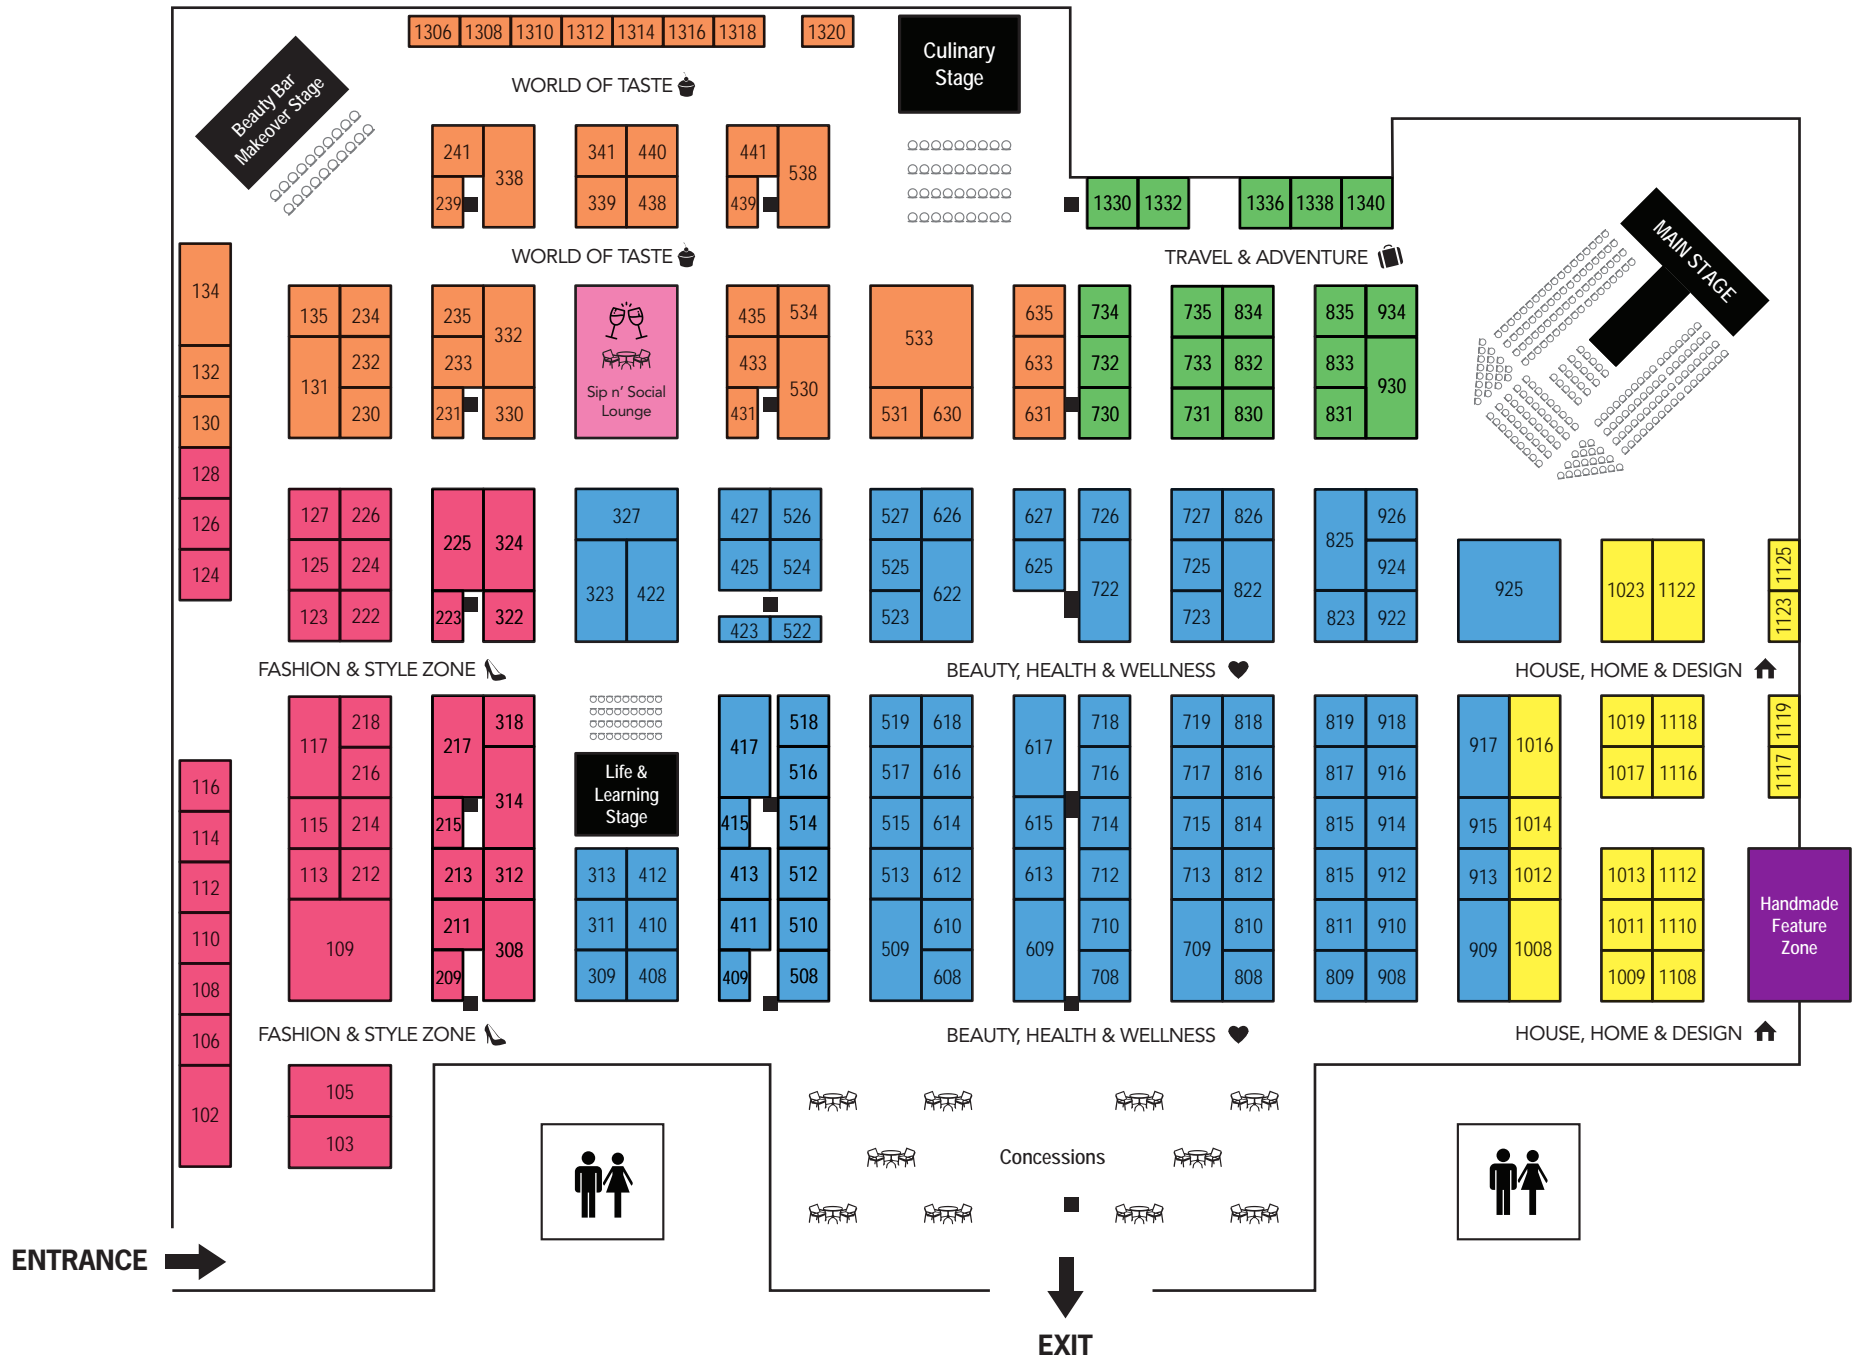 1306 1308 1310 1312 1314 1316 1318 1320
Culinary
Stage
Beauty Bar
Makeover Stage
WORLD OF TASTE
241 338 341 440 441 538
239 339 438 439
1330 1332 1336 1338 1340
MAIN STAGE
WORLD OF TASTE
TRAVEL & ADVENTURE
134
135 234 235 332 435 534 533 635 734 735 834 835 934
132 131 232 233 433 530 633 732 733 832 833 930
Sip n' Social
Lounge
130 230 231 330 431 531 630 631 730 731 830 831
128
127 226 225 324 327 427 526 527 626 627 726 727 826 825 926
126
125 224 323 422 425 524 525 622 625 722 725 822 924 925 1023 1122 1125
124
123 222 223 322 423 522 523 723 823 922 1123
FASHION & STYLE ZONE
BEAUTY, HEALTH & WELLNESS
HOUSE, HOME & DESIGN
117 218 217 318 417 518 519 618 617 718 719 818 819 918 917 1016 1019 1118 1119
116 216 314 516 517 616 716 717 816 817 916 1017 1116 1117
Life &
Learning
Stage
114 115 214 215 415 514 515 614 615 714 715 814 815 914 915 1014
112 113 212 213 312 313 412 413 512 513 612 613 712 713 812 815 912 913 1012 1013 1112
110 109 211 308 311 410 411 510 509 610 609 710 709 810 811 910 909 1008 1011 1110
Handmade
Feature
Zone
108 209 309 408 409 508 608 708 808 809 908 1009 1108
106
FASHION & STYLE ZONE
BEAUTY, HEALTH & WELLNESS
HOUSE, HOME & DESIGN
102 105
103
Concessions
ENTRANCE
EXIT